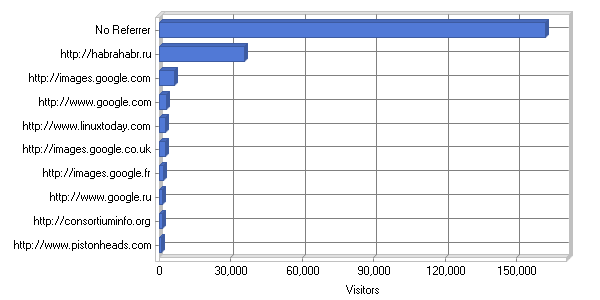 No Referrer
http://habrahabr.ru
http://images.google.com
http://www.google.com
http://www.linuxtoday.com
http://images.google.co.uk
http://images.google.fr
http://www.google.ru
http://consortiuminfo.org
http://www.pistonheads.com
0 30,000 60,000 90,000 120,000 150,000
Visitors